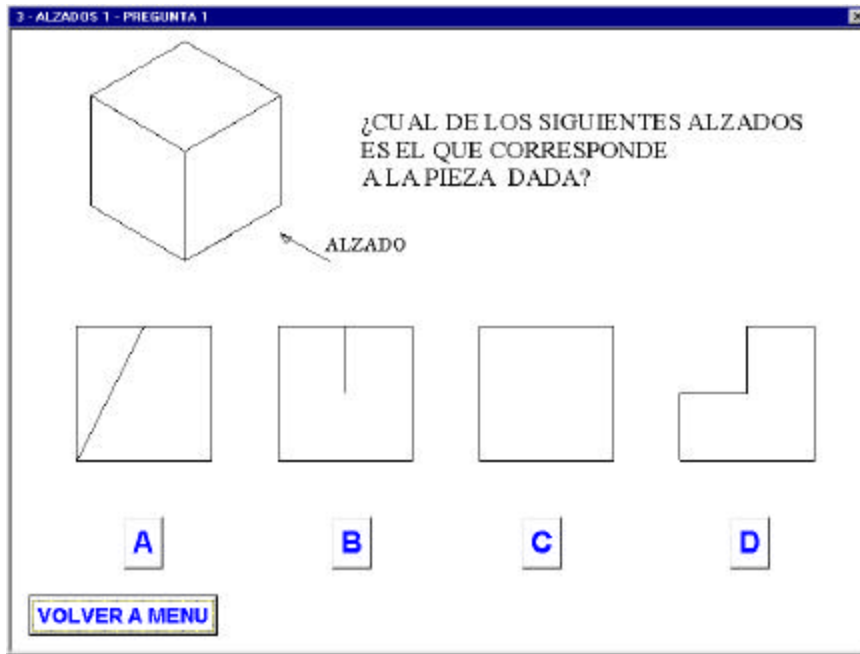 3 - ALZADOS 1 - PREGUNTA 1
¿CUAL DE LOS SIGUIENTES ALZADOS
ES EL QUE CORRESPONDE
A LA PIEZA DADA?
ALZADO
A
B
C
D
VOLVER A MENU